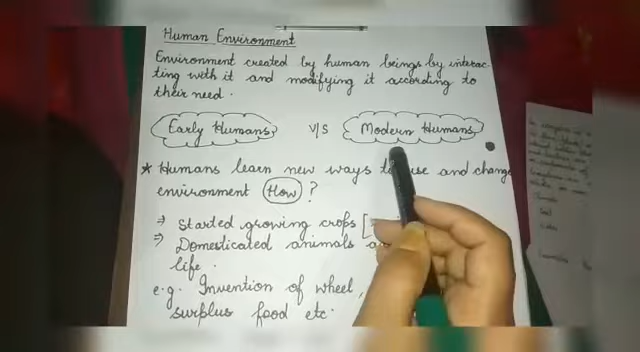 Human Environment
Environment created by human beings by interac-
ting with it and modifying it according to
their need.
Early Humans V/S Modern Humans
* Humans learn new ways to use and change
environment How ?
⇒ Started growing crops [
⇒ Domesticated animals
life.
e.g. Invention of wheel,
surplus food etc.